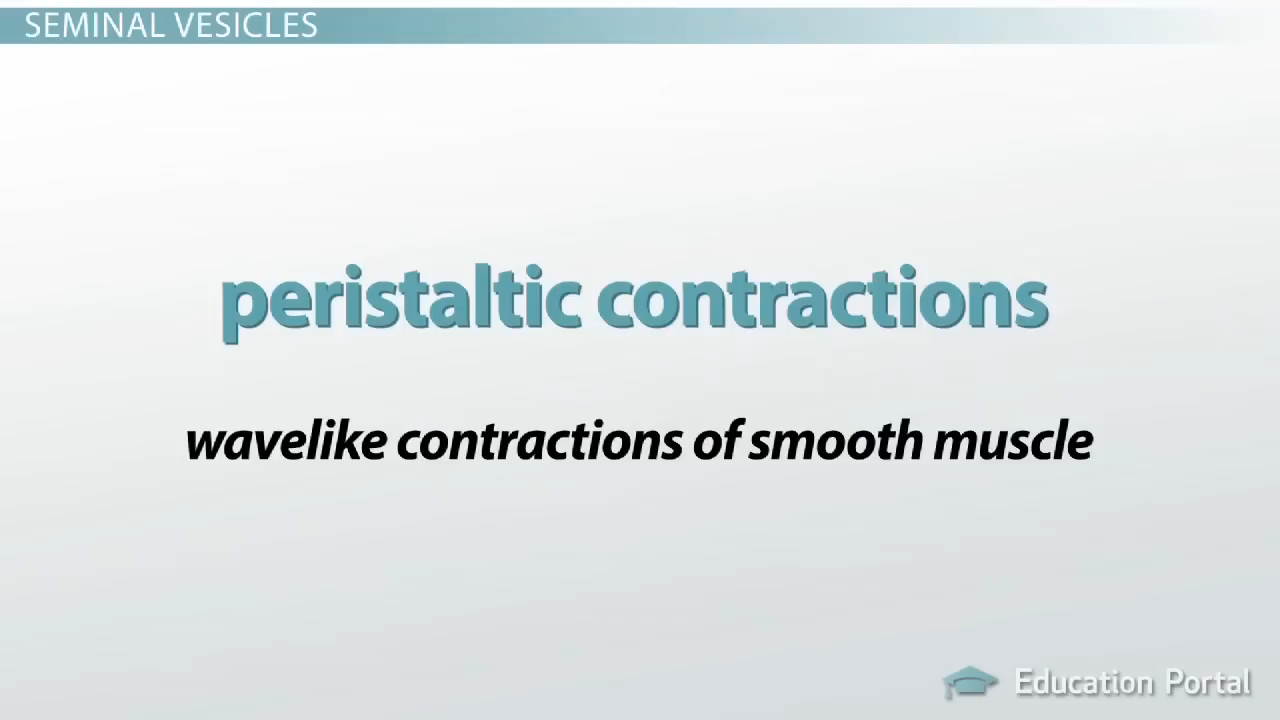 SEMINAL VESICLES
peristaltic contractions
wavelike contractions of smooth muscle
Education Portal